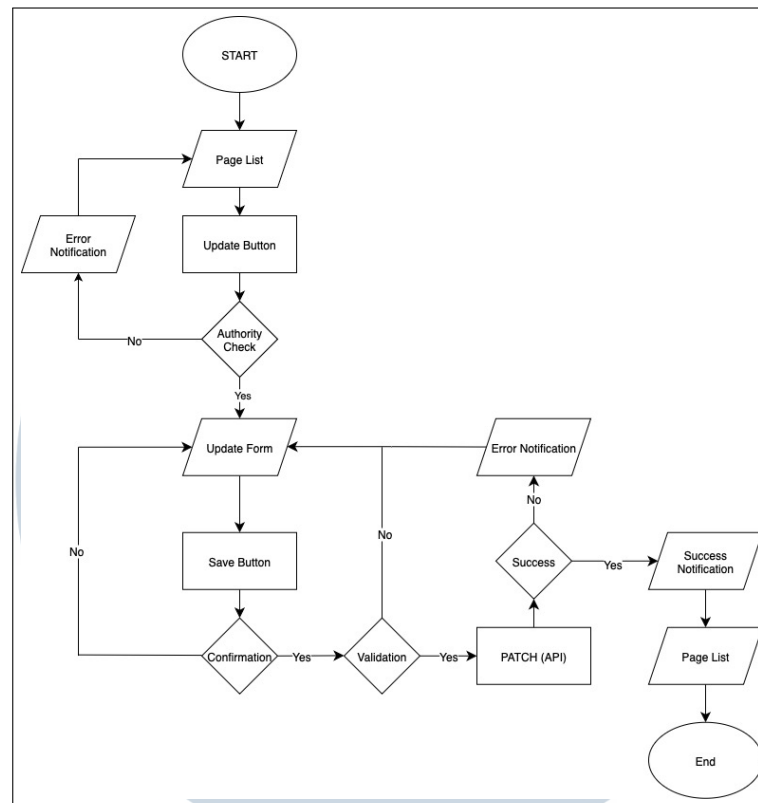 START
Page List
Update Button
Error
Notification
Authority
Check
No
Yes
Update Form
Error Notification
No
No
No
Save Button
Success
Yes
Success
Notification
Confirmation
Yes
Validation
Yes
PATCH (API)
Page List
End